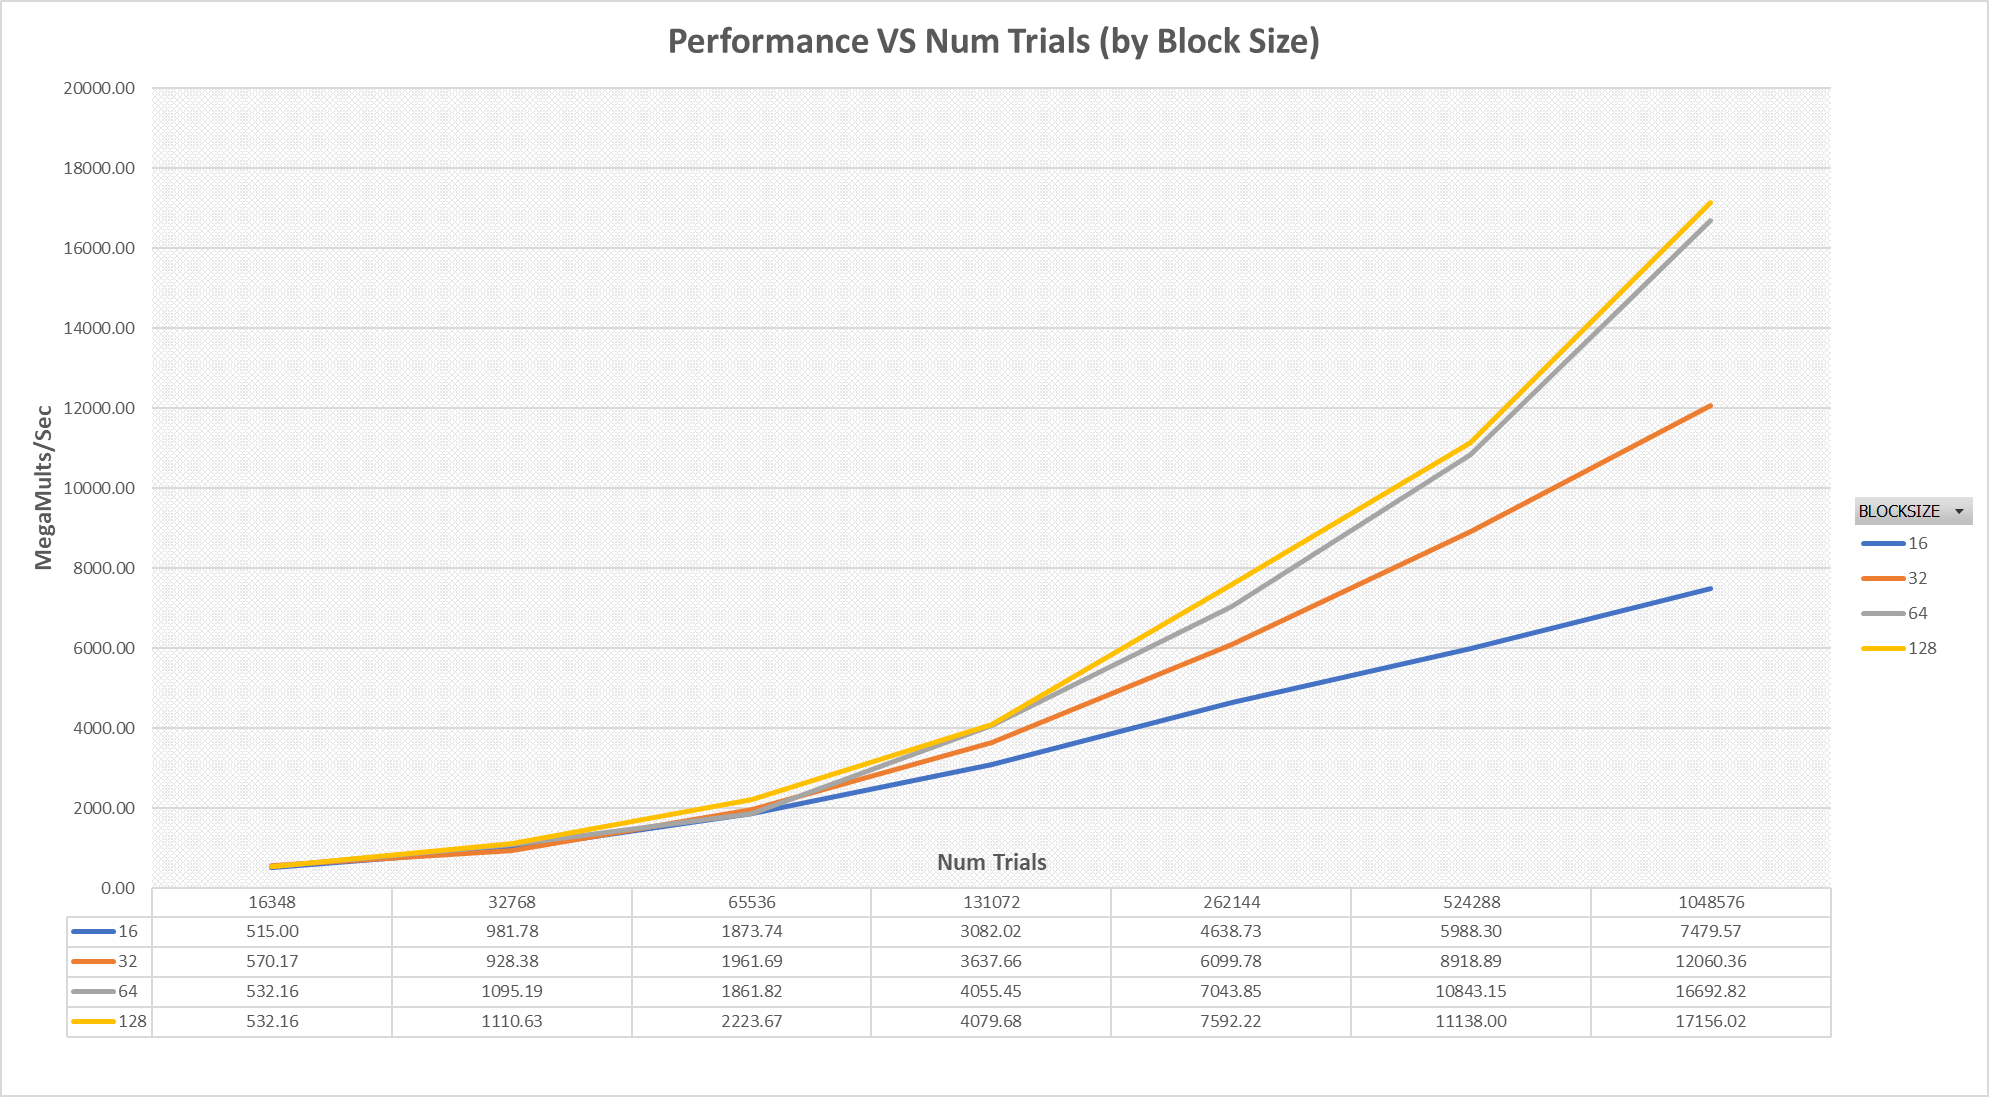 Performance VS Num Trials (by Block Size)
20000.00
18000.00
16000.00
14000.00
12000.00
10000.00
8000.00
6000.00
4000.00
2000.00
0.00
MegaMults/Sec
Num Trials
BLOCKSIZE
16
32
64
128
16348 32768 65536 131072 262144 524288 1048576
16 515.00 981.78 1873.74 3082.02 4638.73 5988.30 7479.57
32 570.17 928.38 1961.69 3637.66 6099.78 8918.89 12060.36
64 532.16 1095.19 1861.82 4055.45 7043.85 10843.15 16692.82
128 532.16 1110.63 2223.67 4079.68 7592.22 11138.00 17156.02